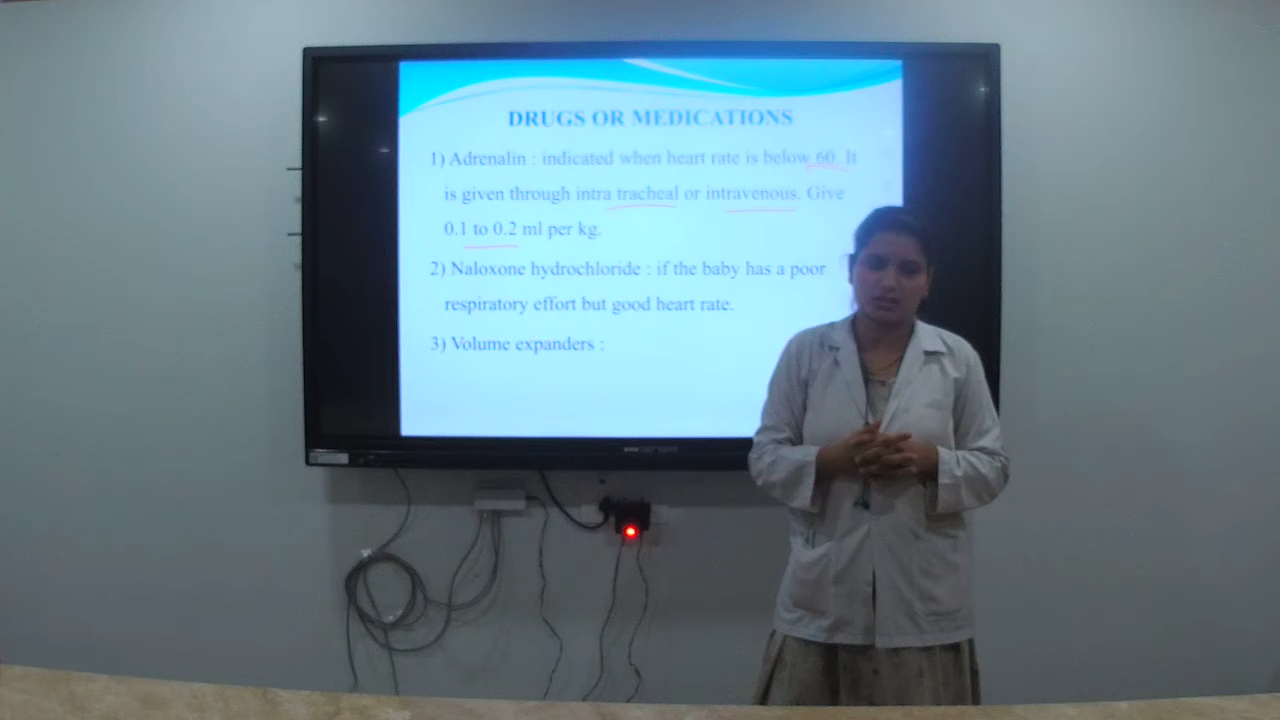 DRUGS OR MEDICATIONS
1) Adrenalin : indicated when heart rate is below 60. It
is given through intra tracheal or intravenous. Give
0.1 to 0.2 ml per kg.
2) Naloxone hydrochloride : if the baby has a poor
respiratory effort but good heart rate.
3) Volume expanders :